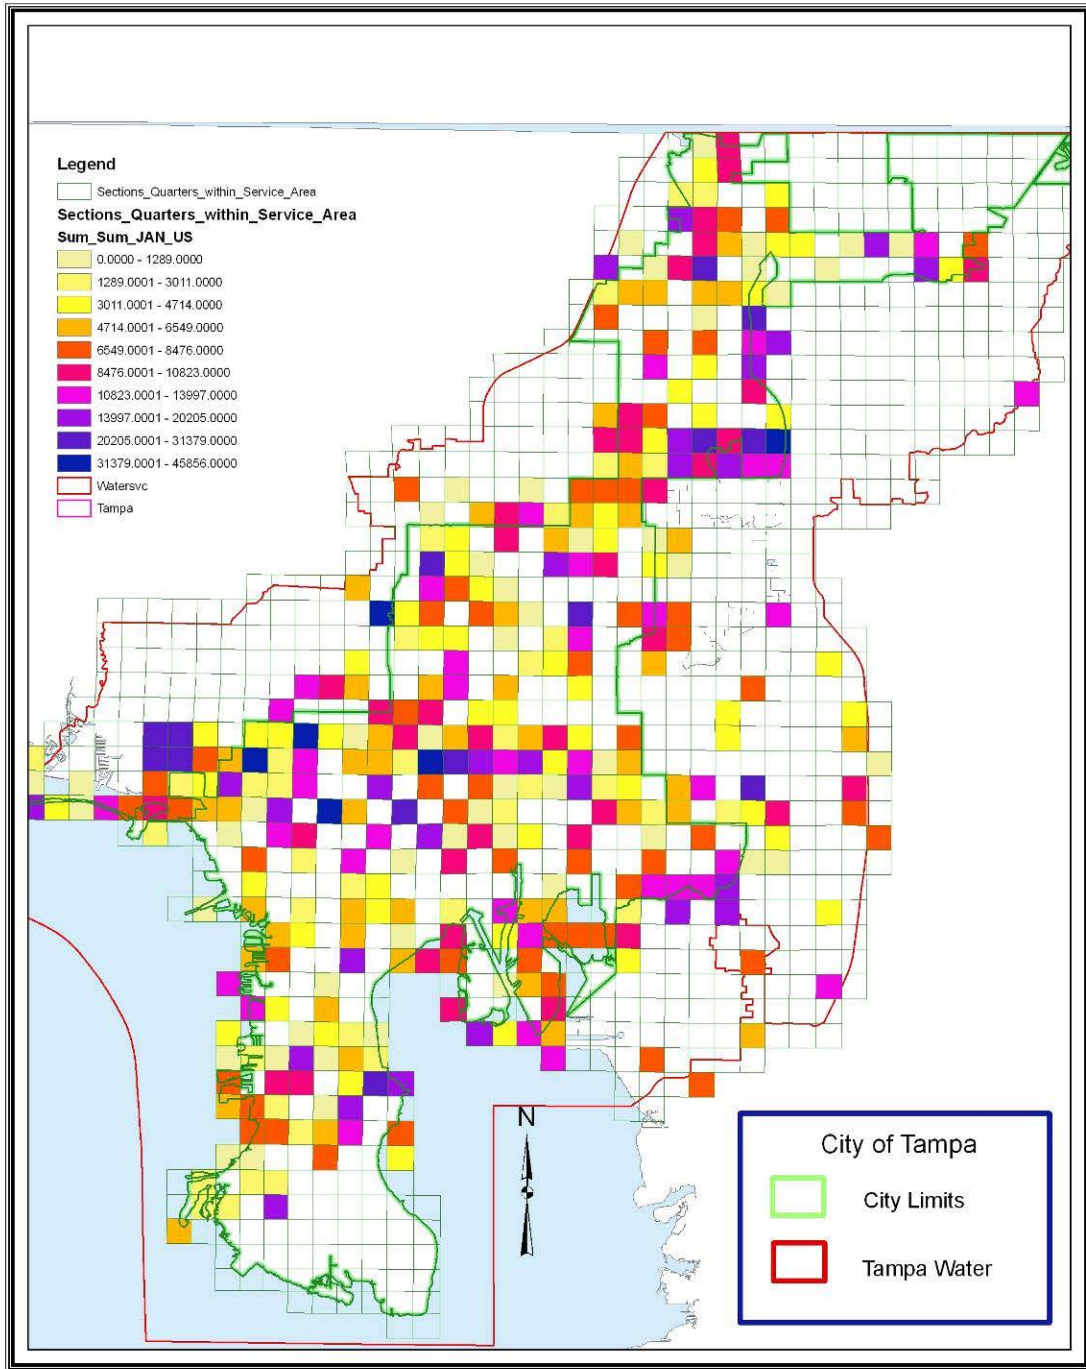 Legend
Sections_Quarters_within_Service_Area
Sections_Quarters_within_Service_Area
Sum_Sum_JAN_US
0.0000 - 1289.0000
1289.0001 - 3011.0000
3011.0001 - 4714.0000
4714.0001 - 6549.0000
6549.0001 - 8476.0000
8476.0001 - 10823.0000
10823.0001 - 13997.0000
13997.0001 - 20205.0000
20205.0001 - 31379.0000
31379.0001 - 45856.0000
Watersvc
Tampa
N
City of Tampa
City Limits
Tampa Water